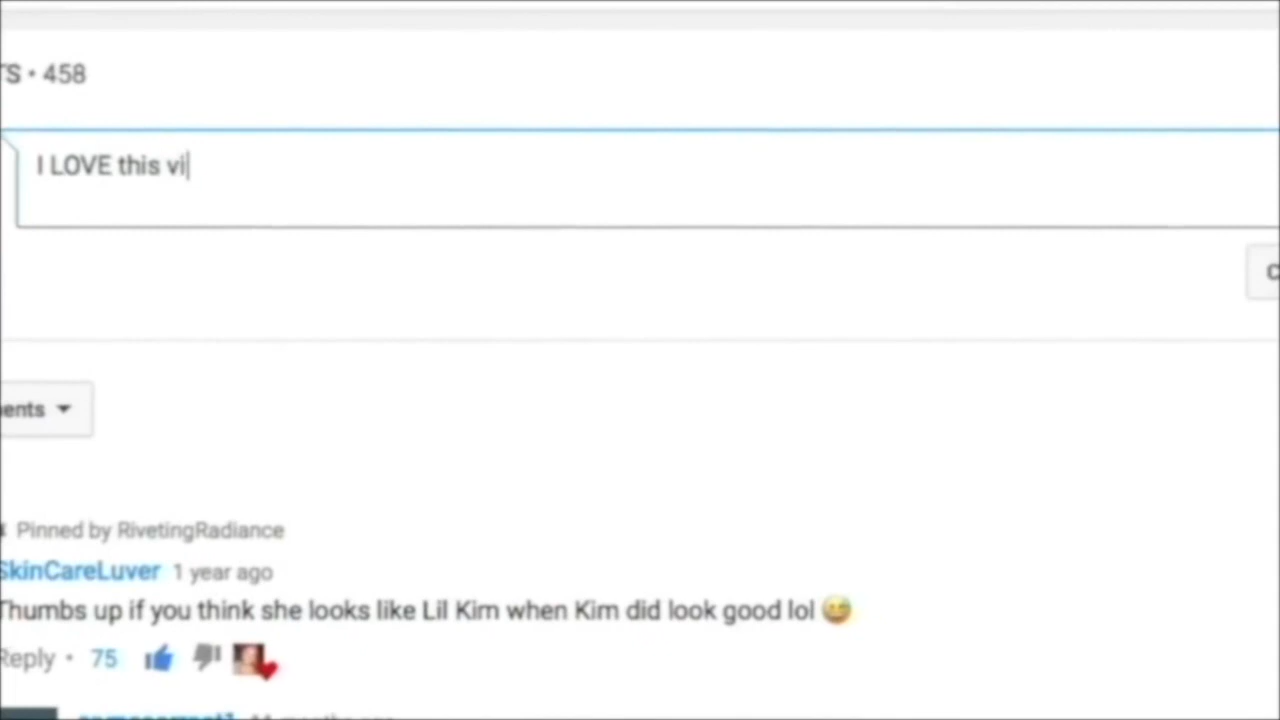 TS • 458
I LOVE this vi
ents
Pinned by RivetingRadiance
SkinCareLuver 1 year ago
Thumbs up if you think she looks like Lil Kim when Kim did look good lol 😅
Reply • 75